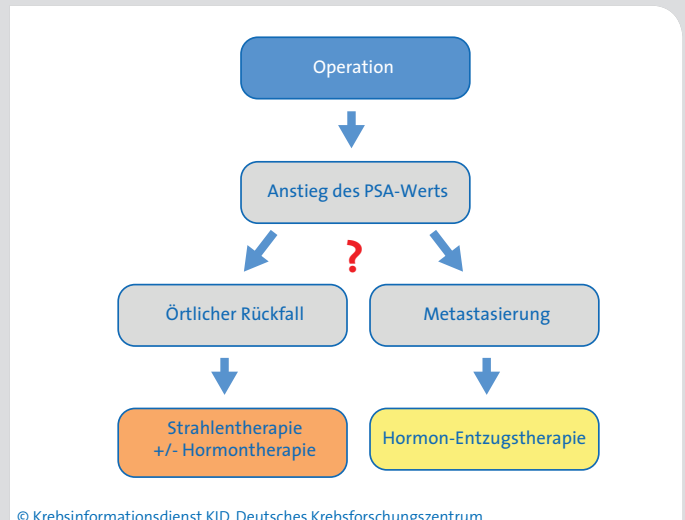 Operation
Anstieg des PSA-Werts
?
Örtlicher Rückfall
Metastasierung
Strahlentherapie
+/- Hormontherapie
Hormon-Entzugstherapie
© Krebsinformationsdienst KID, Deutsches Krebsforschungszentrum